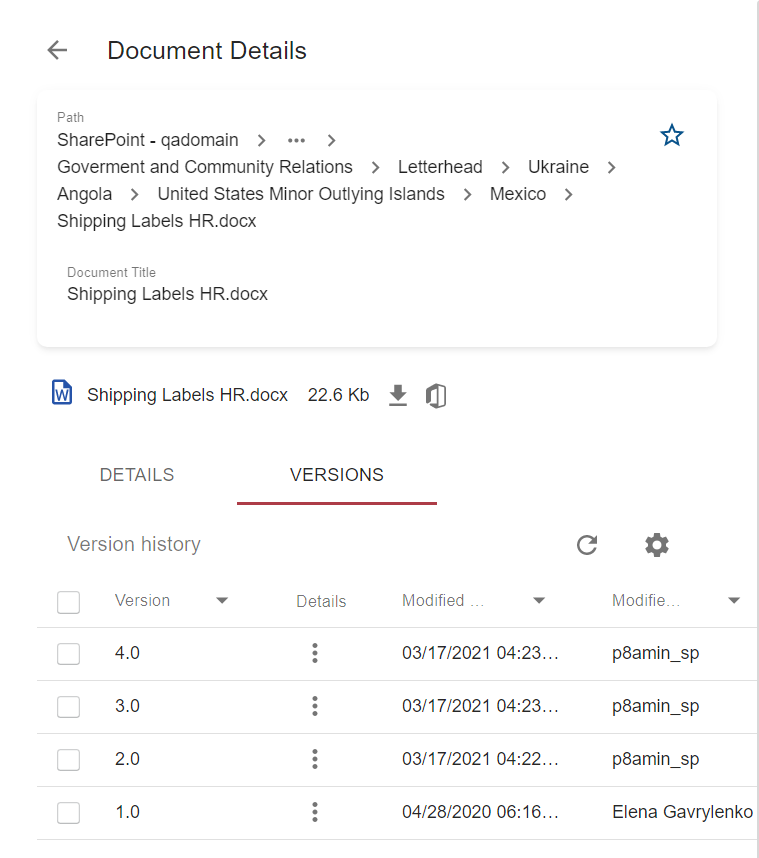 Document Details
Path
SharePoint - qadomain > ••• >
Goverment and Community Relations > Letterhead > Ukraine >
Angola > United States Minor Outlying Islands > Mexico >
Shipping Labels HR.docx
Document Title
Shipping Labels HR.docx
W Shipping Labels HR.docx 22.6 Kb
DETAILS VERSIONS
Version history
Version Details Modified ... Modifie...
4.0 03/17/2021 04:23... p8amin_sp
3.0 03/17/2021 04:23... p8amin_sp
2.0 03/17/2021 04:22... p8amin_sp
1.0 04/28/2020 06:16... Elena Gavrylenko